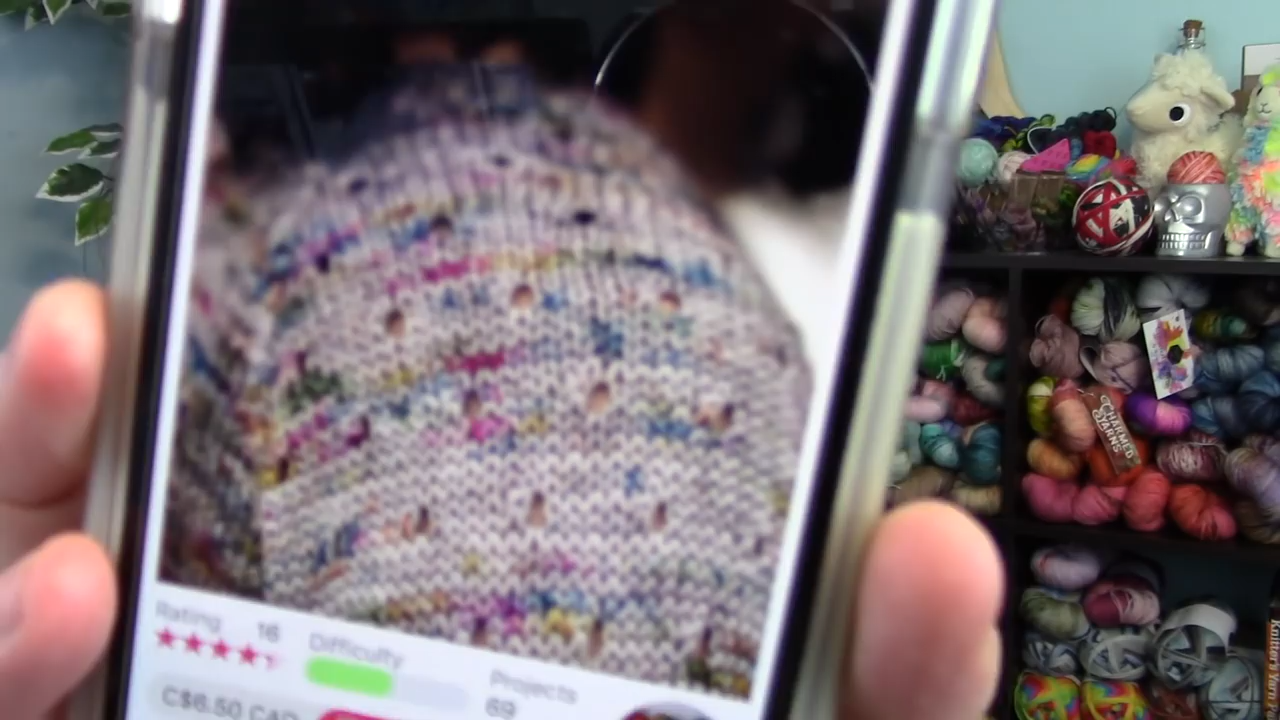 Rating 16
Difficulty
Projects
69
C$6.50 CAD
CHARMED
YARNS